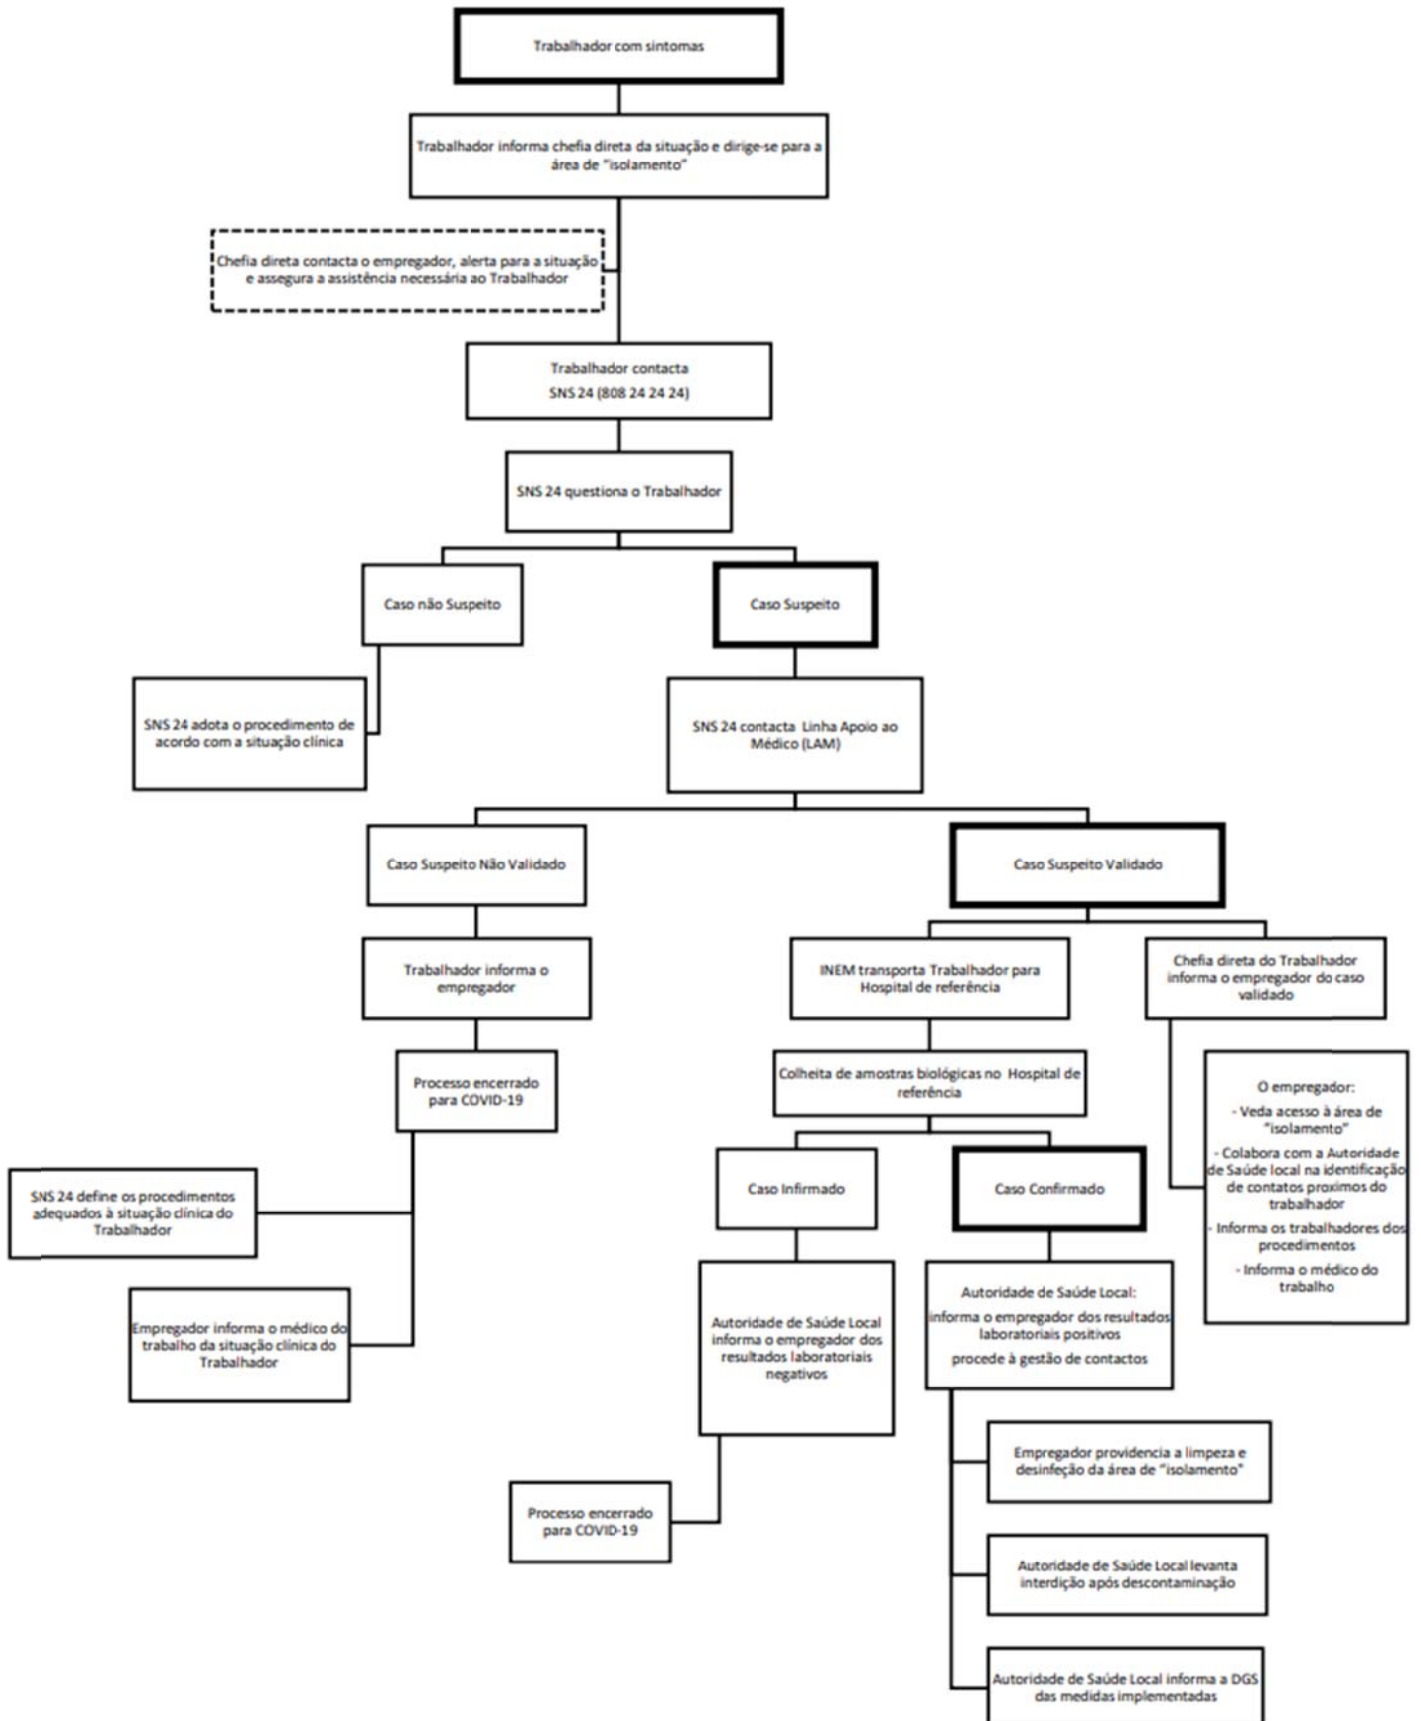 Trabalhador com sintomas
Trabalhador informa chefia direta da situação e dirige-se para a
área de "isolamento"
Chefia direta contacta o empregador, alerta para a situação
e assegura a assistência necessária ao Trabalhador
Trabalhador contacta
SNS 24 (808 24 24 24)
SNS 24 questiona o Trabalhador
Caso não Suspeito
Caso Suspeito
SNS 24 adota o procedimento de
acordo com a situação clínica
SNS 24 contacta Linha Apoio ao
Médico (LAM)
Caso Suspeito Não Validado
Caso Suspeito Validado
Trabalhador informa o
empregador
INEM transporta Trabalhador para
Hospital de referência
Chefia direta do Trabalhador
informa o empregador do caso
validado
Processo encerrado
para COVID-19
Colheita de amostras biológicas no Hospital de
referência
O empregador:
- Veda acesso à área de
"isolamento"
- Colabora com a Autoridade
de Saúde local na identificação
de contatos proximos do
trabalhador
- Informa os trabalhadores dos
procedimentos
- Informa o médico do
trabalho
SNS 24 define os procedimentos
adequados à situação clínica do
Trabalhador
Caso Infirmado
Caso Confirmado
Empregador informa o médico do
trabalho da situação clínica do
Trabalhador
Autoridade de Saúde Local
informa o empregador dos
resultados laboratoriais
negativos
Autoridade de Saúde Local:
informa o empregador dos resultados
laboratoriais positivos
procede à gestão de contactos
Processo encerrado
para COVID-19
Empregador providencia a limpeza e
desinfeção da área de "isolamento"
Autoridade de Saúde Local levanta
interdição após descontaminação
Autoridade de Saúde Local informa a DGS
das medidas implementadas